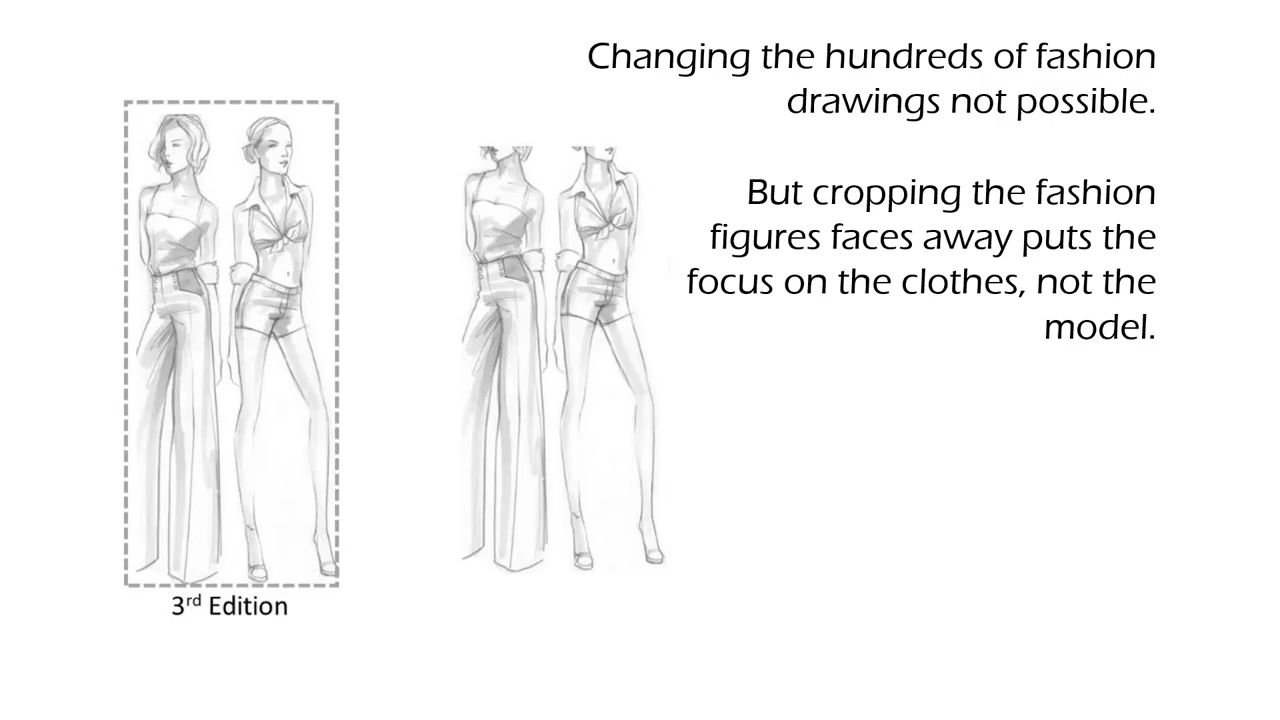 Changing the hundreds of fashion
drawings not possible.
But cropping the fashion
figures faces away puts the
focus on the clothes, not the
model.
3rd Edition